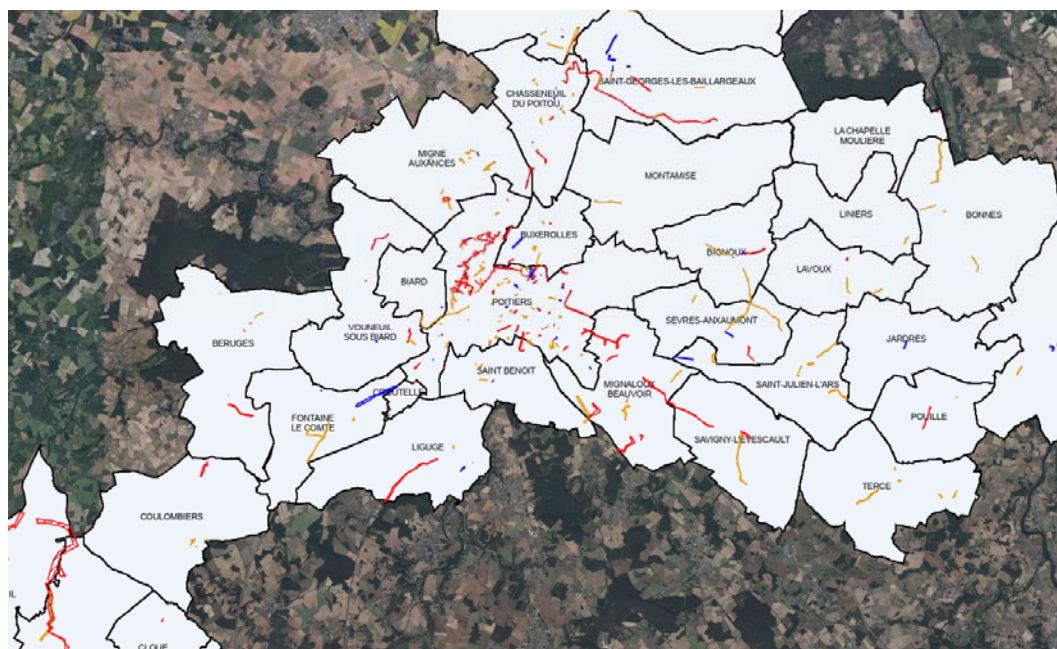 SAINT-GEORGES-LES-BAILLARGEAUX
CHASSENEUIL
DU POITOU
LA CHAPELLE
MOULIERE
MIGNE
AUXANCES
MONTAMISE
LINIERS
BONNES
BUXEROLLES
BIGNOUX
LAVOUX
BIARD
POITIERS
SEVRES-ANXAUMONT
VOUNEUIL
SOUS BIARD
BERUGES
JARDRES
SAINT BENOIT
SAINT-JULIEN-L'ARS
MIGNALOUX
BEAUVOIR
CROUTELLE
FONTAINE
LE COMTE
POUILLE
LIGUGE
SAVIGNY-L'EVESCAULT
TERCE
COULOMBIERS
IL
CLOUE